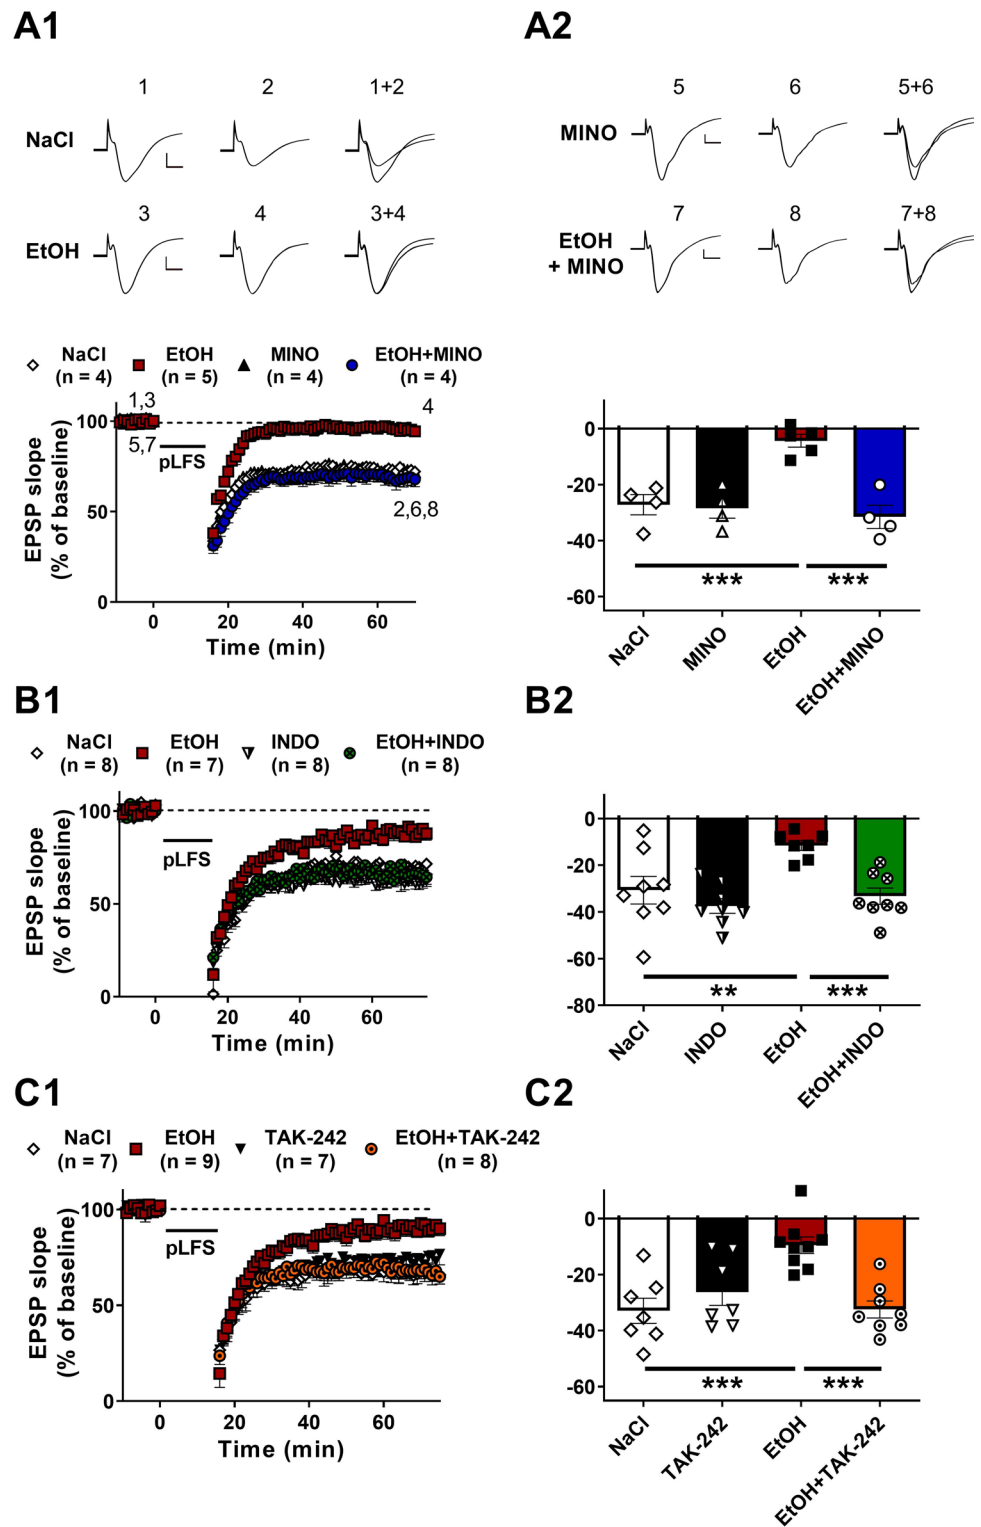 A1
A2
1 2 1+2
NaCl
3 4 3+4
EtOH
5 6 5+6
MINO
7 8 7+8
EtOH
+ MINO
NaCl EtOH MINO EtOH+MINO
(n = 4) (n = 5) (n = 4) (n = 4)
1,3
4
100
5,7
pLFS
50
2,6,8
0
0 20 40 60
Time (min)
EPSP slope
(% of baseline)
0
-20
-40
-60
*** ***
NaCl MINO EtOH EtOH+MINO
B1
B2
NaCl EtOH INDO EtOH+INDO
(n = 8) (n = 7) (n = 8) (n = 8)
100
pLFS
50
0
0 20 40 60
Time (min)
EPSP slope
(% of baseline)
0
-20
-40
-60
-80
** ***
NaCl INDO EtOH EtOH+INDO
C1
C2
NaCl EtOH TAK-242 EtOH+TAK-242
(n = 7) (n = 9) (n = 7) (n = 8)
100
pLFS
50
0
0 20 40 60
Time (min)
EPSP slope
(% of baseline)
0
-20
-40
-60
*** ***
NaCl TAK-242 EtOH EtOH+TAK-242